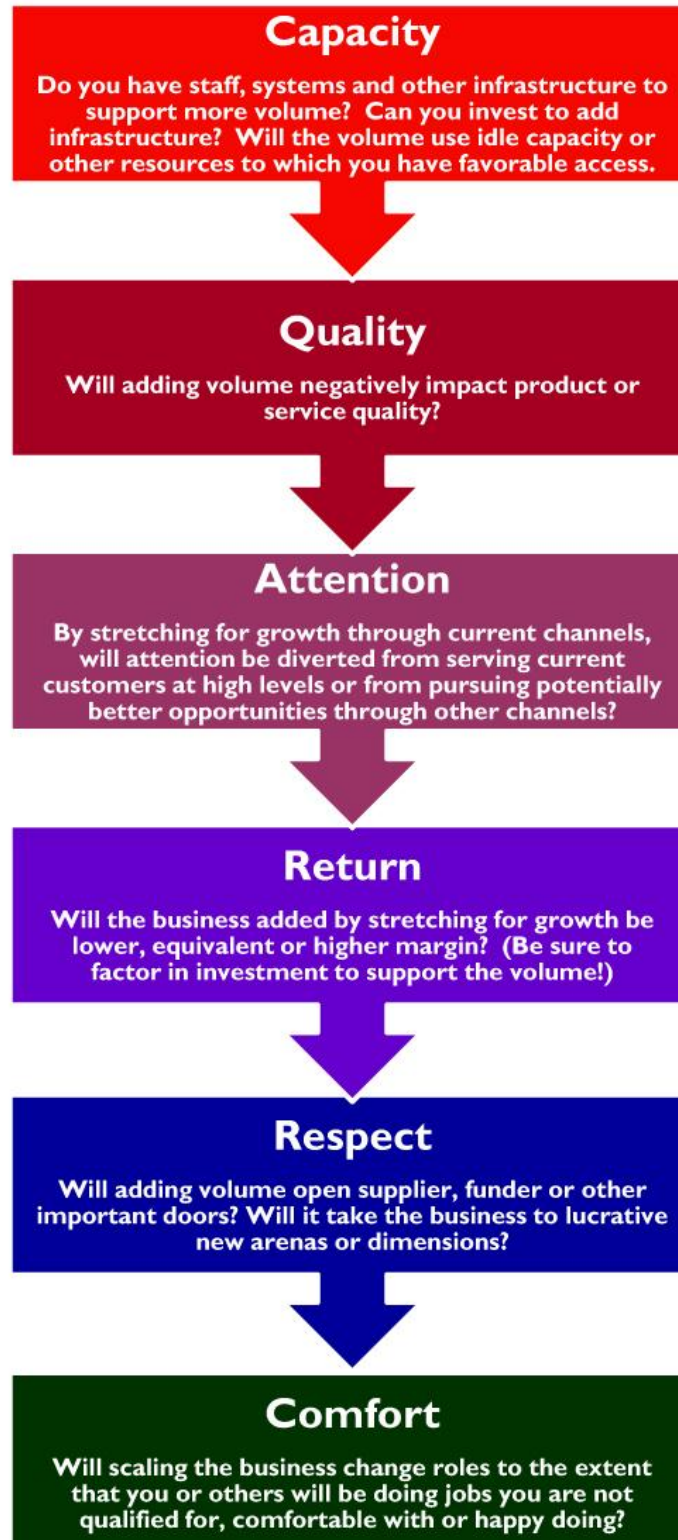 Capacity
Do you have staff, systems and other infrastructure to
support more volume?  Can you invest to add
infrastructure?  Will the volume use idle capacity or
other resources to which you have favorable access.
Quality
Will adding volume negatively impact product or
service quality?
Attention
By stretching for growth through current channels,
will attention be diverted from serving current
customers at high levels or from pursuing potentially
better opportunities through other channels?
Return
Will the business added by stretching for growth be
lower, equivalent or higher margin?  (Be sure to
factor in investment to support the volume!)
Respect
Will adding volume open supplier, funder or other
important doors? Will it take the business to lucrative
new arenas or dimensions?
Comfort
Will scaling the business change roles to the extent
that you or others will be doing jobs you are not
qualified for, comfortable with or happy doing?